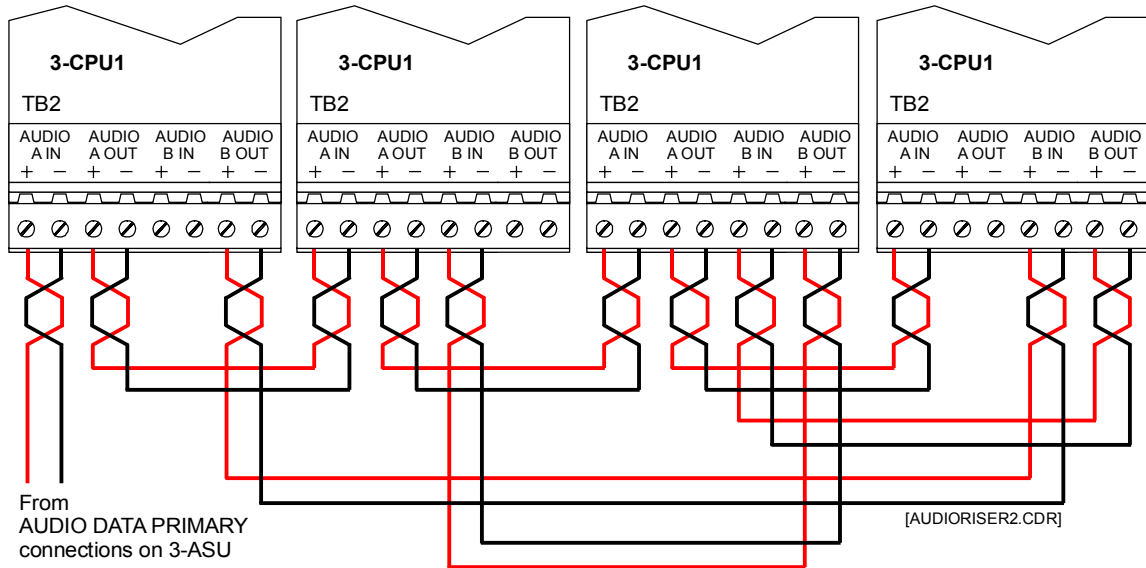 3-CPU1 3-CPU1 3-CPU1 3-CPU1
TB2 TB2 TB2 TB2
AUDIO AUDIO AUDIO AUDIO AUDIO AUDIO AUDIO AUDIO AUDIO AUDIO AUDIO AUDIO AUDIO AUDIO AUDIO AUDIO
A IN A OUT B IN B OUT A IN A OUT B IN B OUT A IN A OUT B IN B OUT A IN A OUT B IN B OUT
+ − + − + − + − + − + − + − + − + − + − + − + − + − + − + − + −
From
AUDIO DATA PRIMARY
connections on 3-ASU
[AUDIORISER2.CDR]